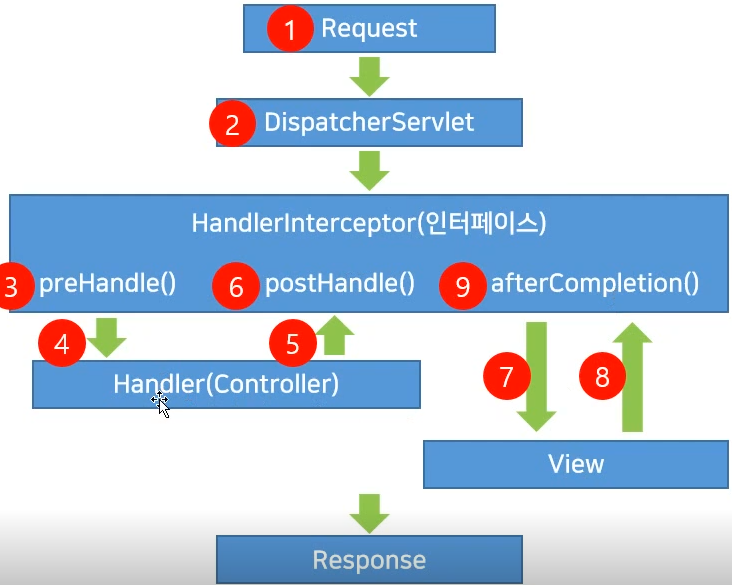 1 Request
2 DispatcherServlet
HandlerInterceptor(인터페이스)
3 preHandle() 6 postHandle() 9 afterCompletion()
4 5
Handler(Controller)
7 8
View
Response